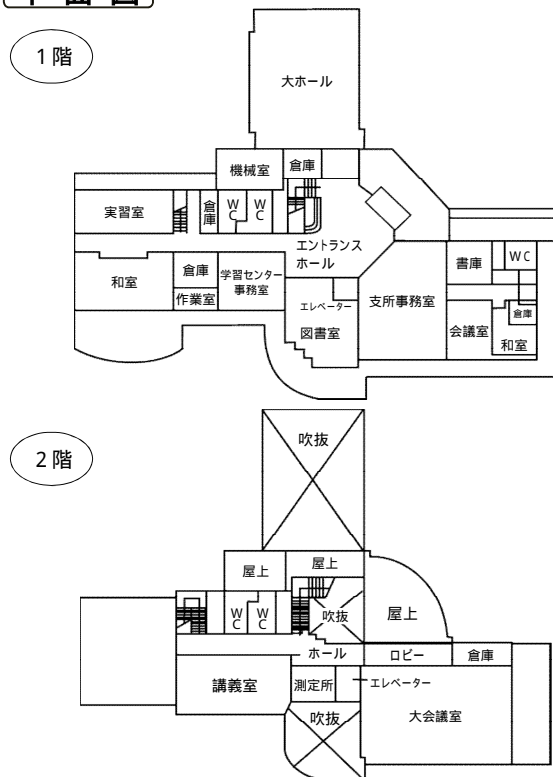 平面図
1階
大ホール
機械室
倉庫
実習室
倉庫
WC
WC
エントランス
ホール
和室
倉庫
作業室
学習センター
事務室
エレベーター
図書室
支所事務室
書庫
WC
会議室
倉庫
和室
2階
吹抜
屋上
屋上
WC
WC
吹抜
屋上
ホール
ロビー
倉庫
講義室
測定所
エレベーター
大会議室
吹抜